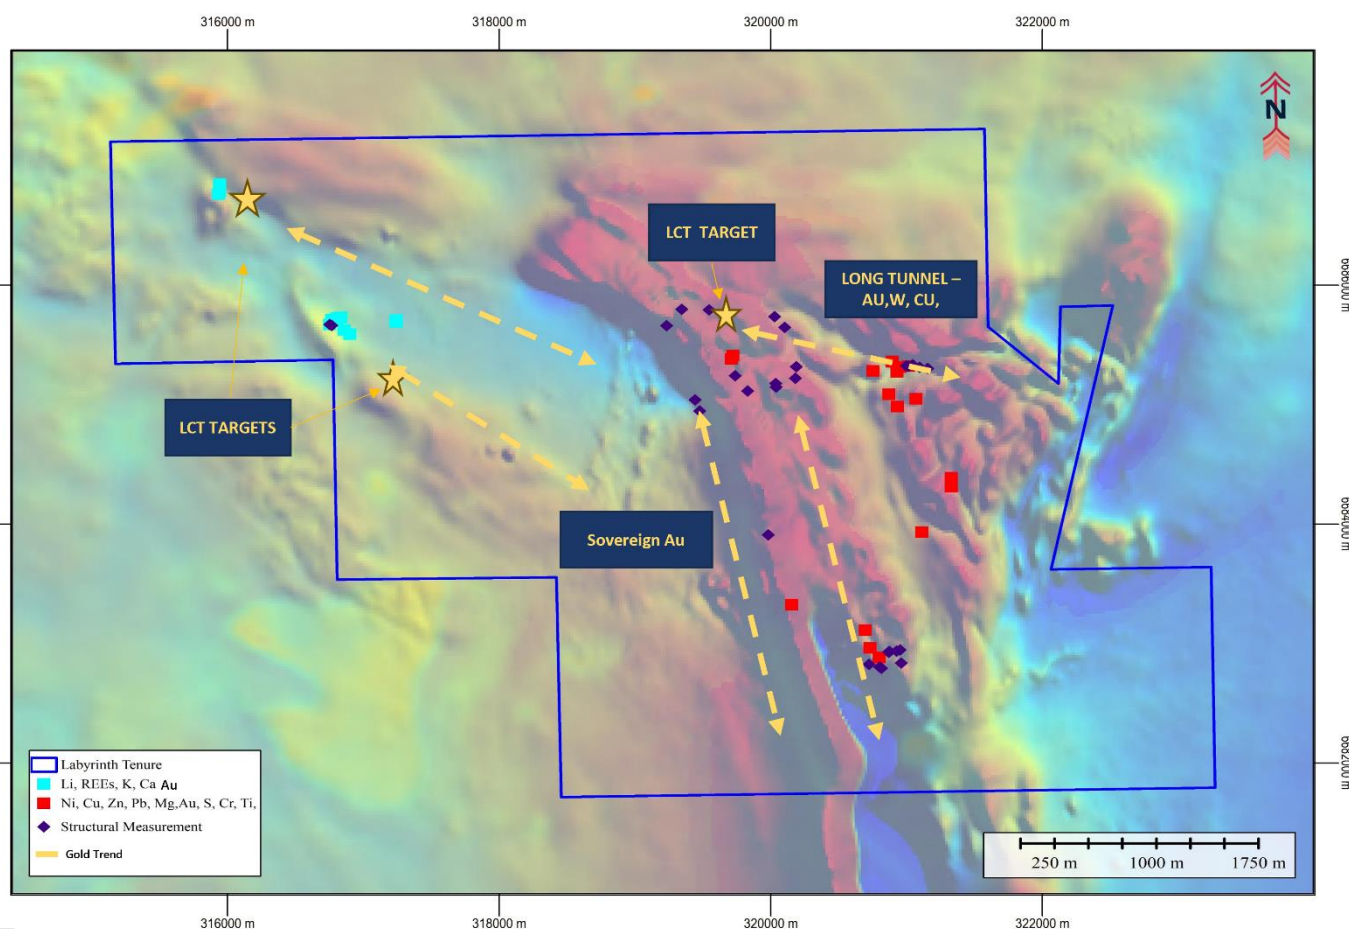 316000 m
318000 m
320000 m
322000 m
N
LCT TARGET
LONG TUNNEL –
AU,W, CU,
LCT TARGETS
Sovereign Au
Labyrinth Tenure
Li, REEs, K, Ca Au
Ni, Cu, Zn, Pb, Mg,Au, S, Cr, Ti,
Structural Measurement
Gold Trend
250 m
1000 m
1750 m
316000 m
318000 m
320000 m
322000 m